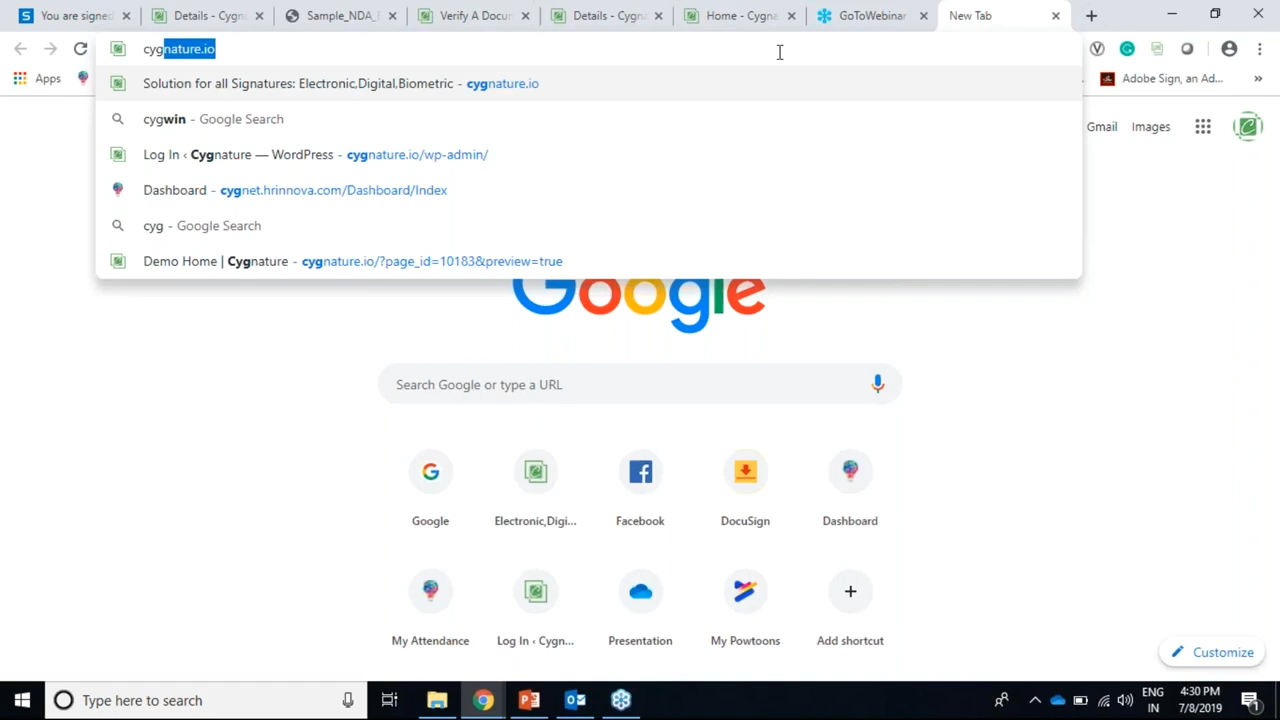 You are signed
Details - Cygn
Sample_NDA_
Verify A Docu
Details - Cygn
Home - Cygna
GoToWebinar
New Tab
cygnature.io
Solution for all Signatures: Electronic,Digital,Biometric - cygnature.io
cygwin - Google Search
Log In ‹ Cygnature — WordPress - cygnature.io/wp-admin/
Dashboard - cygnet.hrinnova.com/Dashboard/Index
cyg - Google Search
Demo Home | Cygnature - cygnature.io/?page_id=10183&preview=true
Apps
Adobe Sign, an Ad...
»
Gmail
Images
Google
Search Google or type a URL
Google
Electronic,Digi...
Facebook
DocuSign
Dashboard
My Attendance
Log In ‹ Cygn...
Presentation
My Powtoons
Add shortcut
Customize
Type here to search
ENG
IN
4:30 PM
7/8/2019
1